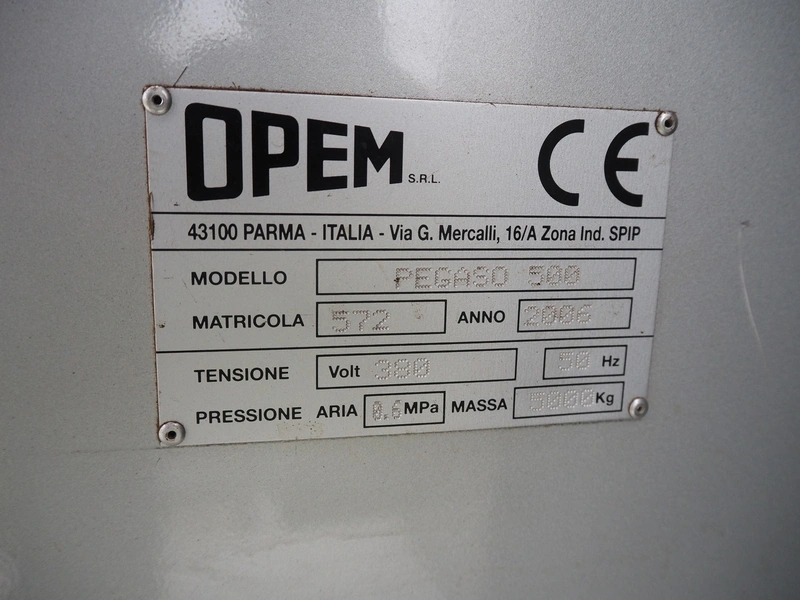 OPEM S.R.L. CE
43100 PARMA - ITALIA - Via G. Mercalli, 16/A Zona Ind. SPIP
MODELLO PEGASO 500
MATRICOLA 572 ANNO 2006
TENSIONE Volt 380 50 Hz
PRESSIONE ARIA 0.6 MPa MASSA 5000 Kg